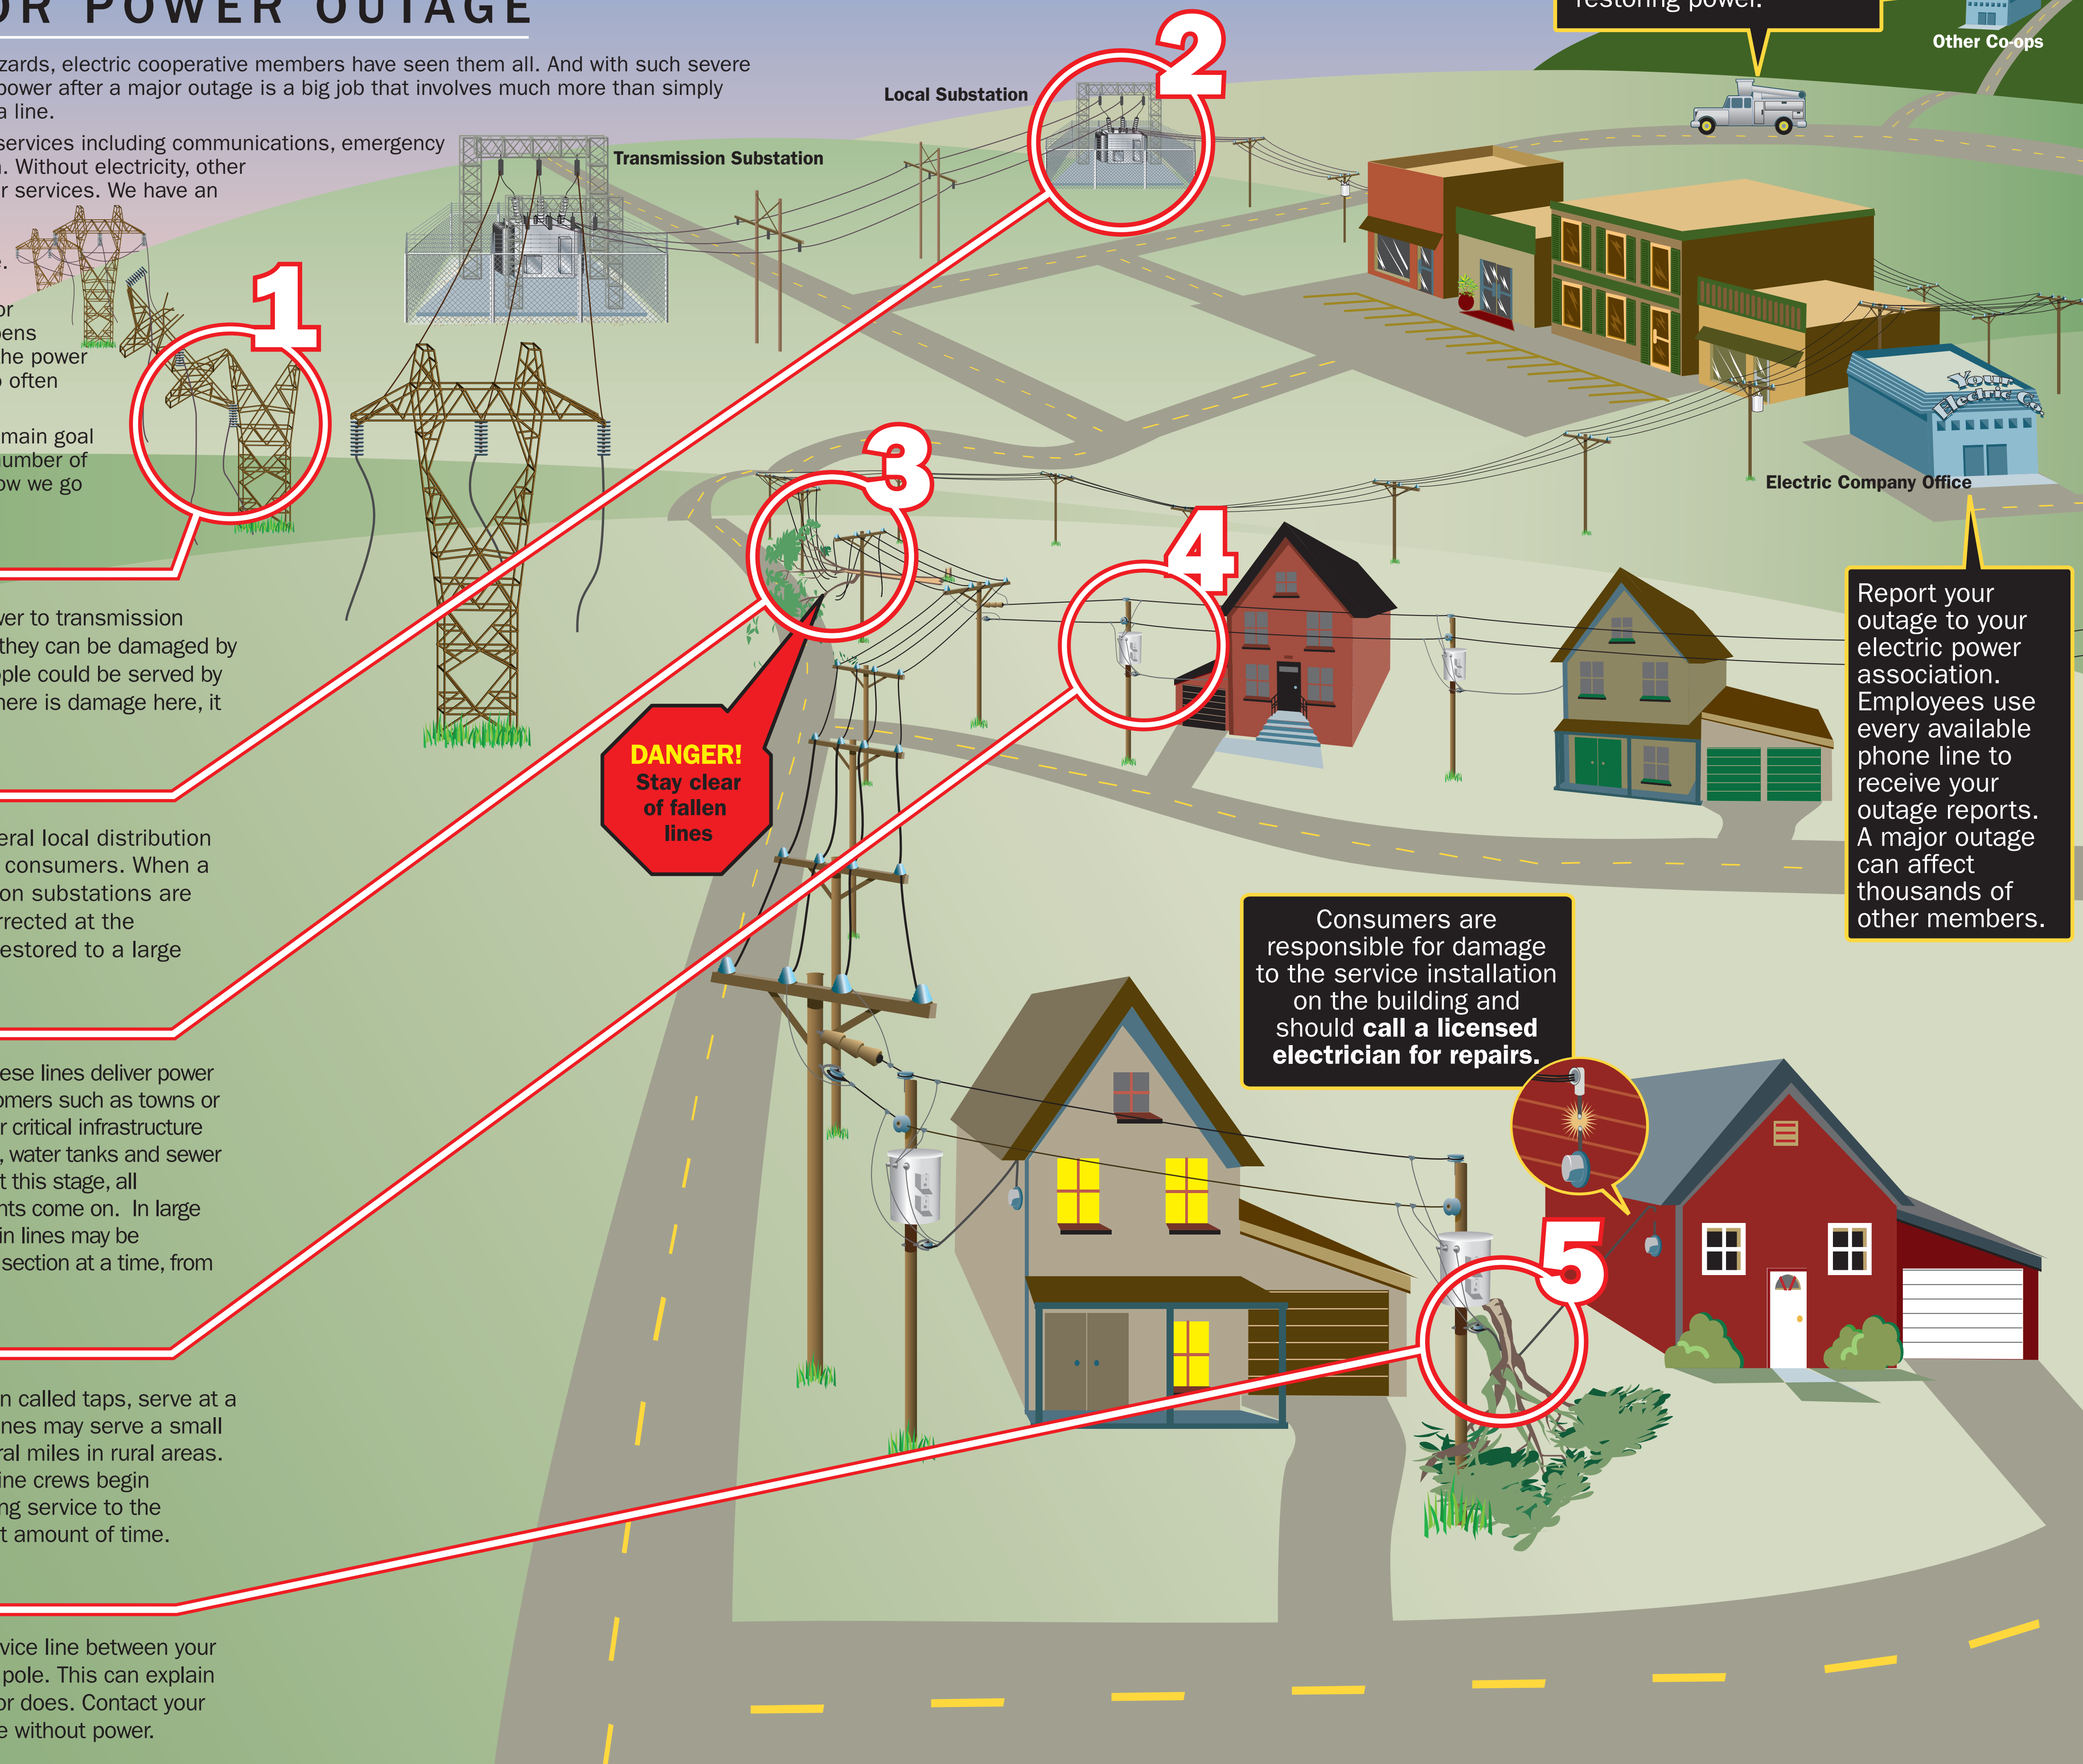 OR POWER OUTAGE
zards, electric cooperative members have seen them all. And with such severe
power after a major outage is a big job that involves much more than simply
a line.
services including communications, emergency
. Without electricity, other
r services. We have an
e.
or
pens
the power
o often
main goal
number of
ow we go
restoring power.
Other Co-ops
Local Substation
2
Transmission Substation
1
3
4
Your
Electric Co.
Electric Company Office
Report your
outage to your
electric power
association.
Employees use
every available
phone line to
receive your
outage reports.
A major outage
can affect
thousands of
other members.
DANGER!
Stay clear
of fallen
lines
wer to transmission
they can be damaged by
ople could be served by
here is damage here, it
eral local distribution
consumers. When a
on substations are
rrected at the
estored to a large
Consumers are
responsible for damage
to the service installation
on the building and
should call a licensed
electrician for repairs.
ese lines deliver power
omers such as towns or
r critical infrastructure
, water tanks and sewer
t this stage, all
nts come on. In large
in lines may be
section at a time, from
5
n called taps, serve at a
nes may serve a small
ral miles in rural areas.
ine crews begin
ng service to the
t amount of time.
vice line between your
pole. This can explain
or does. Contact your
e without power.